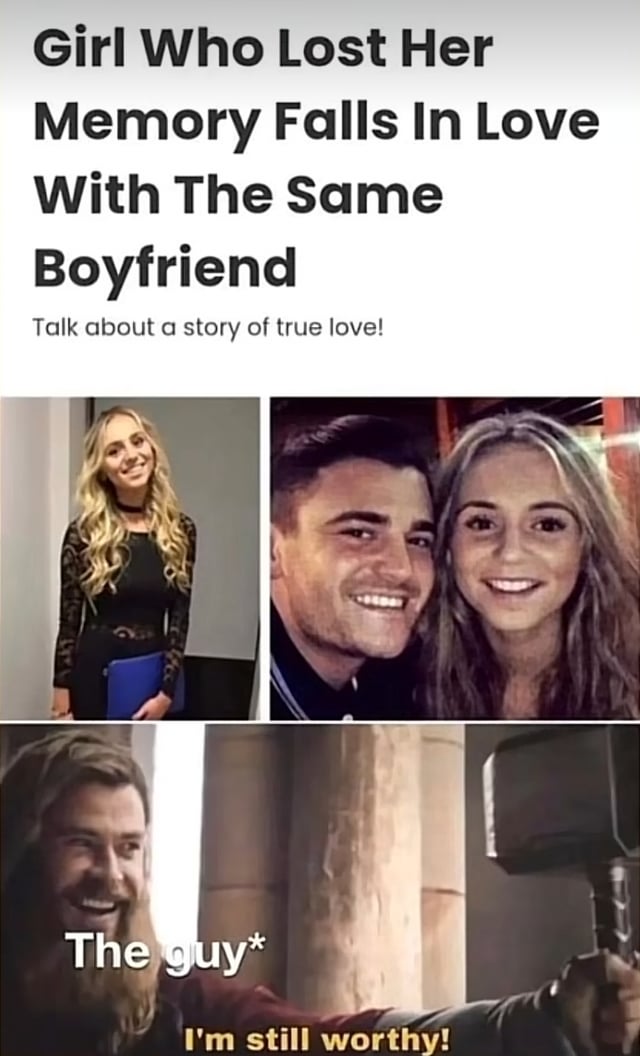 Girl Who Lost Her
Memory Falls In Love
With The Same
Boyfriend
Talk about a story of true love!
The guy*
I'm still worthy!